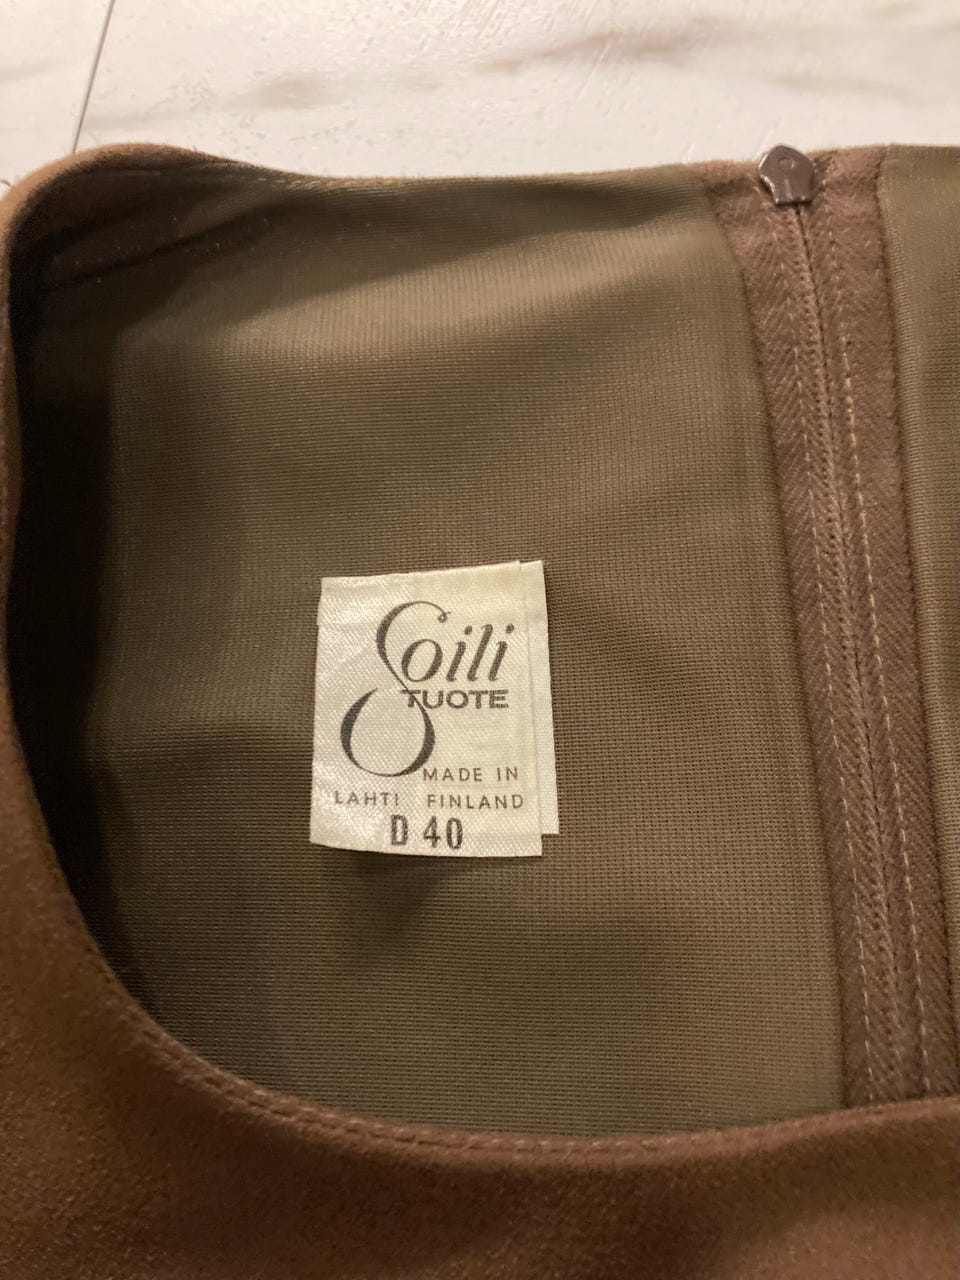 Soili
TUOTE
MADE IN
LAHTI FINLAND
D 40